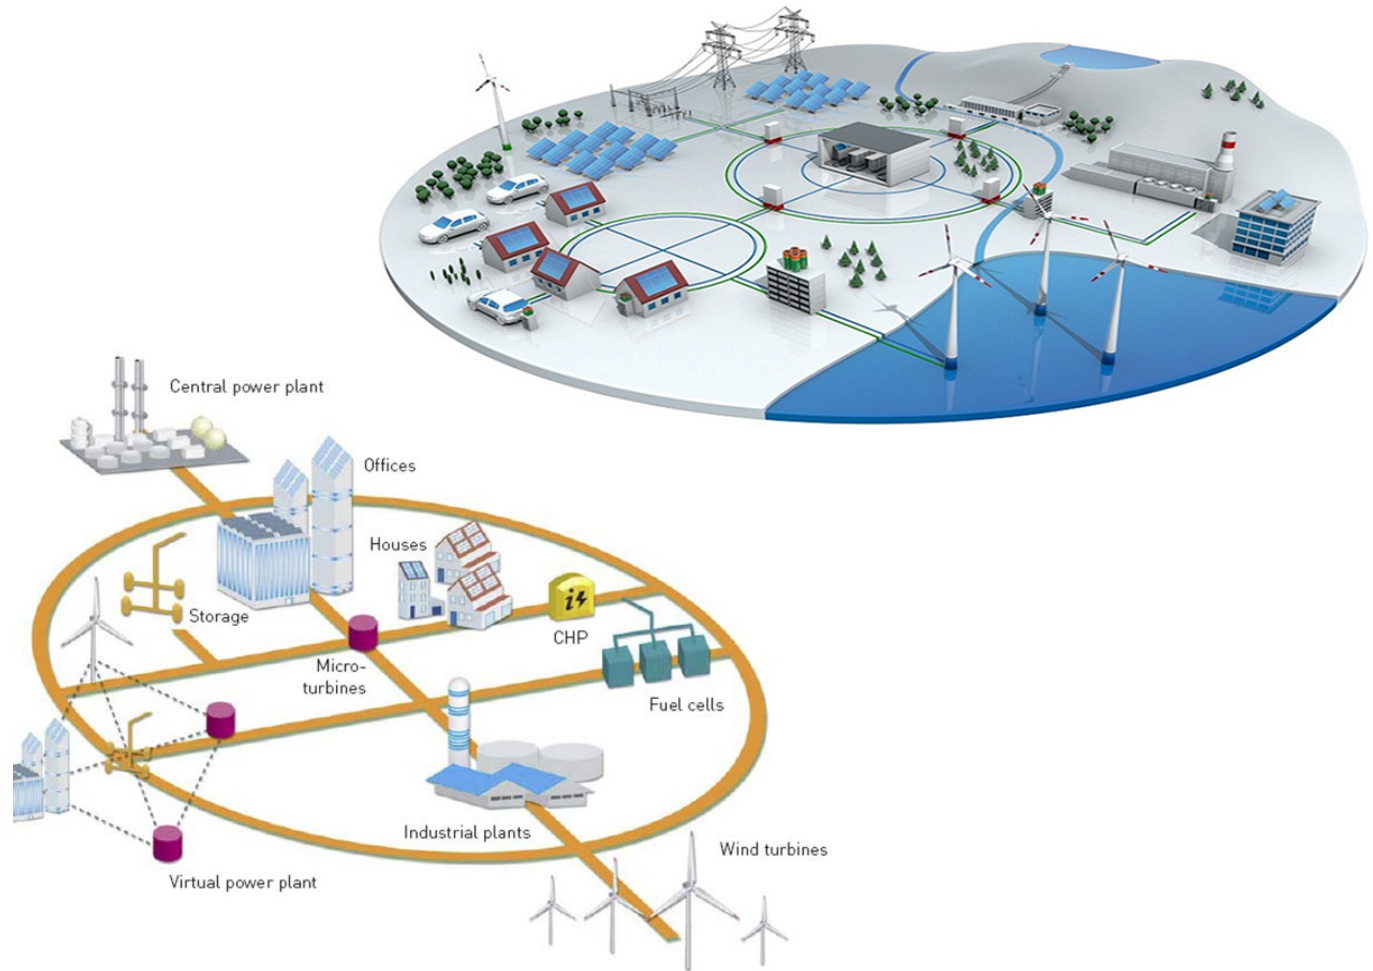 Central power plant
Offices
Houses
Storage
CHP
Micro-
turbines
Fuel cells
Industrial plants
Wind turbines
Virtual power plant